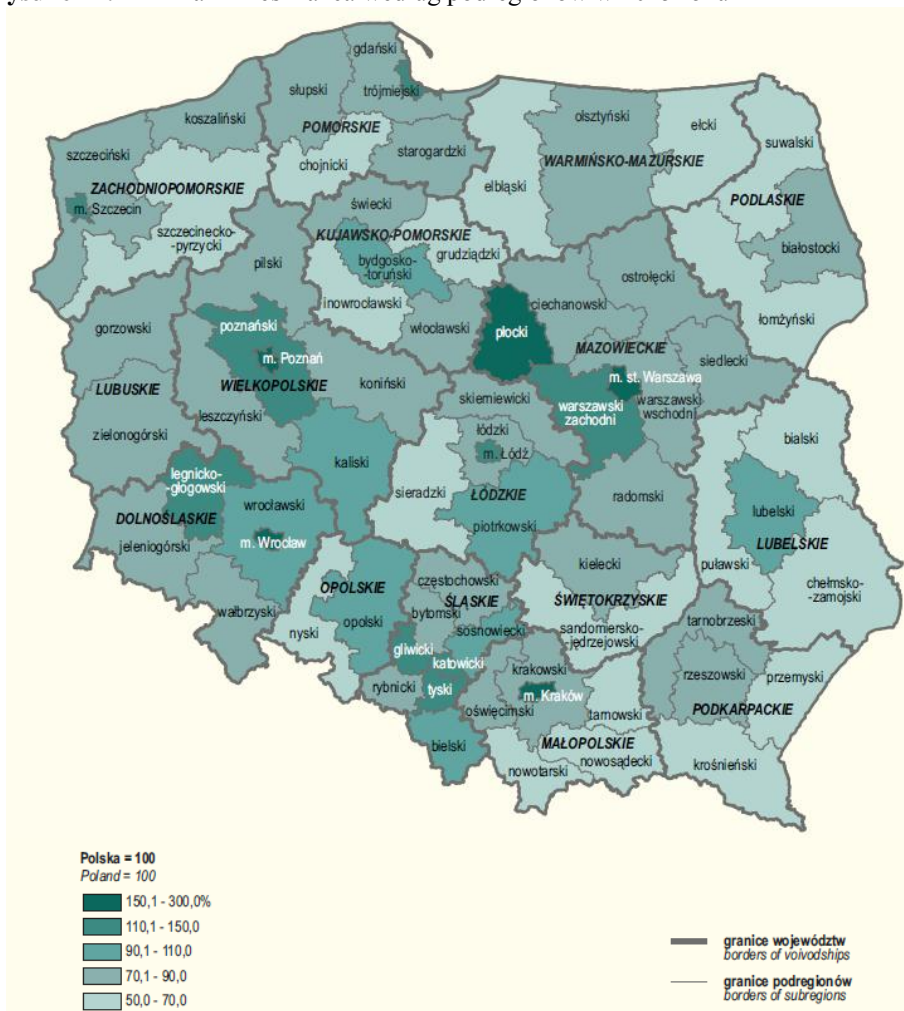 gdański
słupski
trójmiejski
koszaliński
POMORSKIE
starogardzki
chojnicki
olsztyński
ełcki
suwalski
WARMIŃSKO-MAZURSKIE
elbląski
szczeciński
ZACHODNIOPOMORSKIE
m. Szczecin
szczecinecko-
-pyrzycki
PODLASKIE
białostocki
łomżyński
świecki
KUJAWSKO-POMORSKIE
grudziądzki
bydgosko-
-toruński
inowrocławski
włocławski
pilski
ostrołęcki
ciechanowski
płocki
MAZOWIECKIE
siedlecki
m. st. Warszawa
warszawski
zachodni
warszawski
wschodni
gorzowski
LUBUSKIE
zielonogórski
poznański
m. Poznań
WIELKOPOLSKIE
koniński
leszczyński
kaliski
skierniewicki
łódzki
m. Łódź
sieradzki
ŁÓDZKIE
piotrkowski
radomski
bialski
lubelski
LUBELSKIE
puławski
chełmsko-
-zamojski
legnicko-
-głogowski
wrocławski
DOLNOŚLĄSKIE
m. Wrocław
jeleniogórski
wałbrzyski
OPOLSKIE
opolski
nyski
częstochowski
ŚLĄSKIE
bytomski
sosnowiecki
gliwicki
katowicki
rybnicki
tyski
bielski
kielecki
ŚWIĘTOKRZYSKIE
sandomiersko-
-jędrzejowski
krakowski
m. Kraków
oświęcimski
tarnowski
MAŁOPOLSKIE
nowosądecki
nowotarski
tarnobrzeski
rzeszowski
przemyski
PODKARPACKIE
krośnieński
Polska = 100
Poland = 100
150,1 - 300,0%
110,1 - 150,0
90,1 - 110,0
70,1 - 90,0
50,0 - 70,0
granice województw
borders of voivodships
granice podregionów
borders of subregions